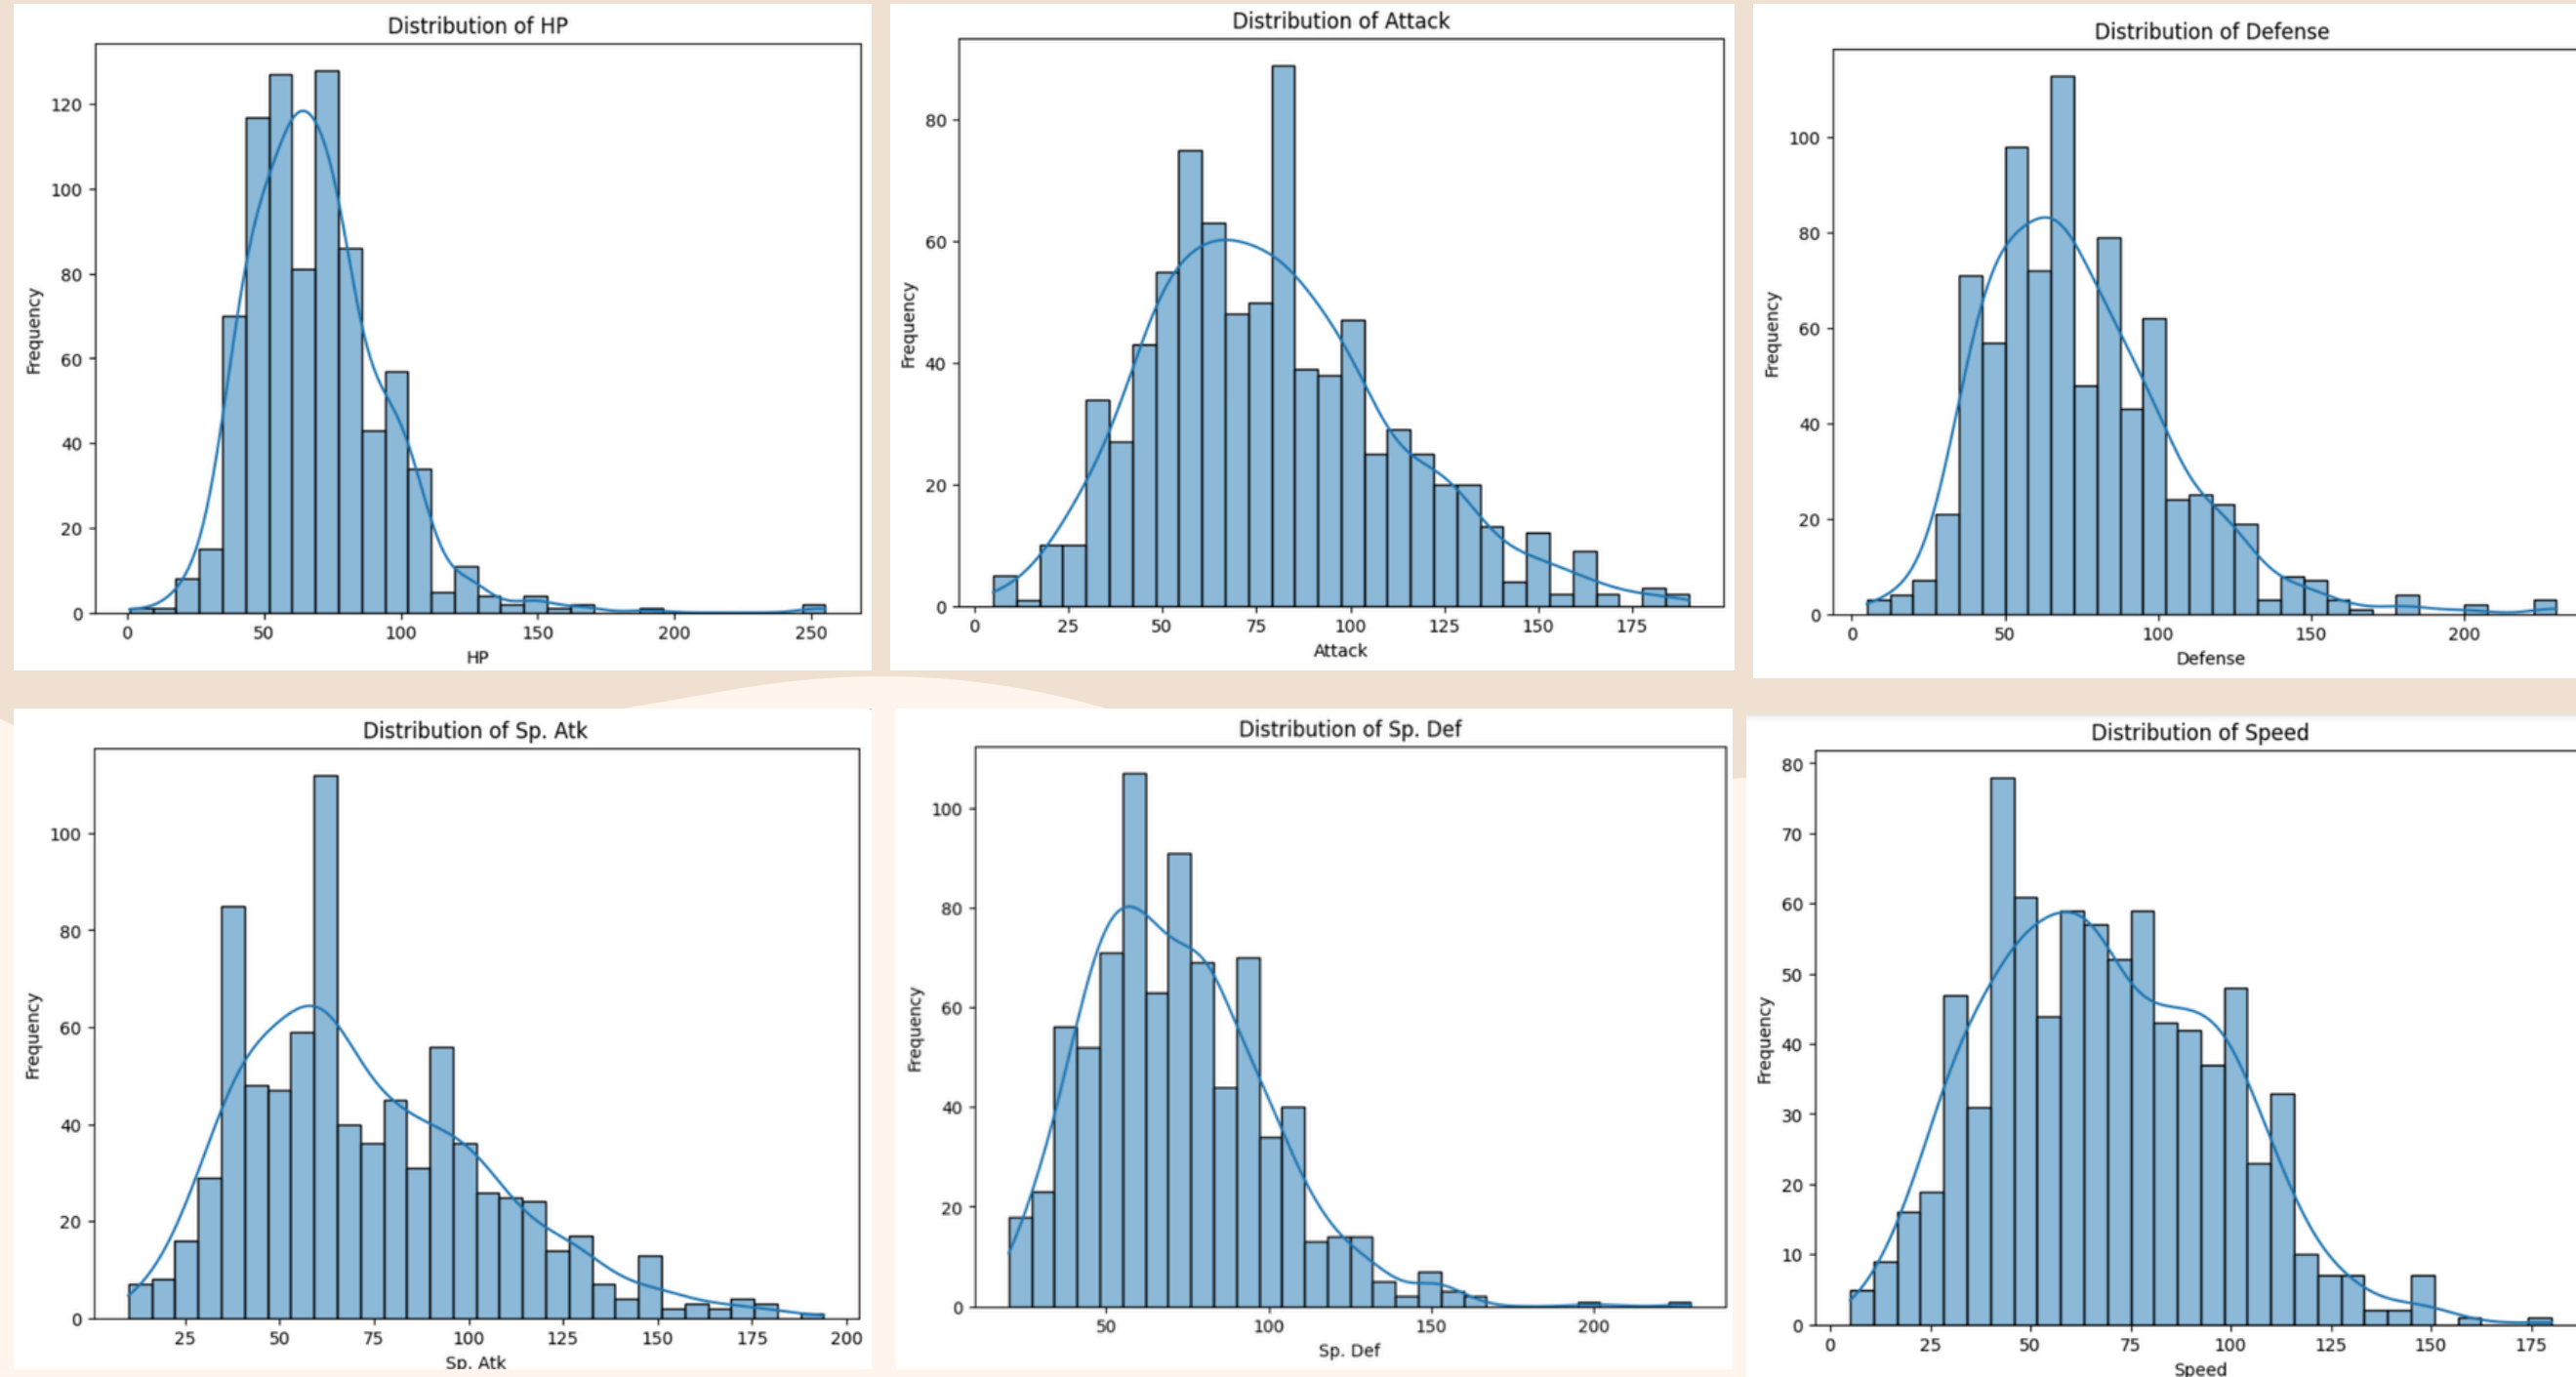 Distribution of HP
120
100
80
60
40
20
0
Frequency
0 50 100 150 200 250
HP
Distribution of Attack
80
60
40
20
0
Frequency
0 25 50 75 100 125 150 175
Attack
Distribution of Defense
100
80
60
40
20
0
Frequency
0 50 100 150 200
Defense
Distribution of Sp. Atk
100
80
60
40
20
0
Frequency
25 50 75 100 125 150 175 200
Sp. Atk
Distribution of Sp. Def
100
80
60
40
20
0
Frequency
50 100 150 200
Sp. Def
Distribution of Speed
80
70
60
50
40
30
20
10
0
Frequency
0 25 50 75 100 125 150 175
Speed